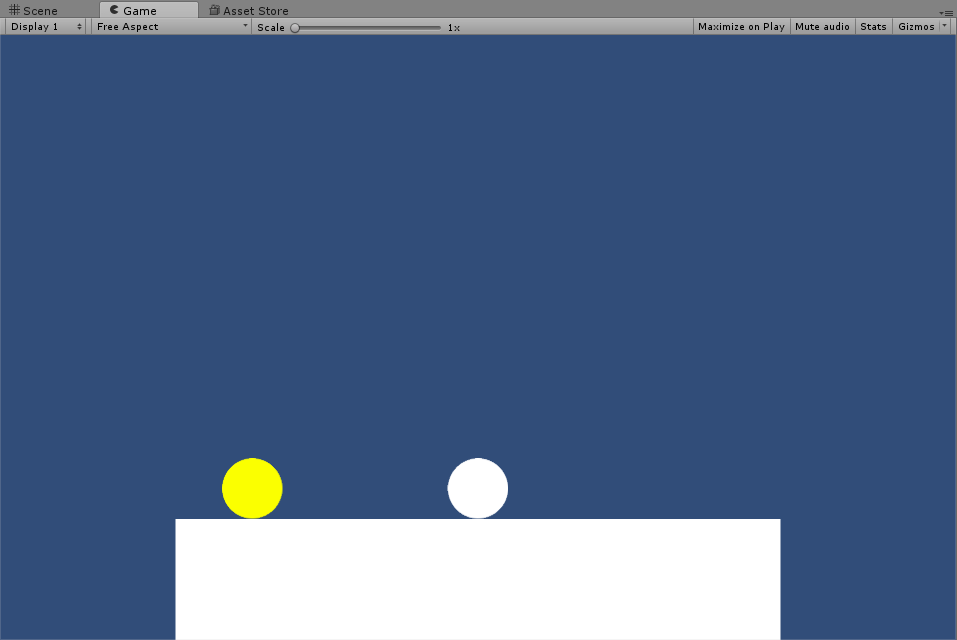 Scene Game Asset Store
Display 1 Free Aspect Scale 1x Maximize on Play Mute audio Stats Gizmos